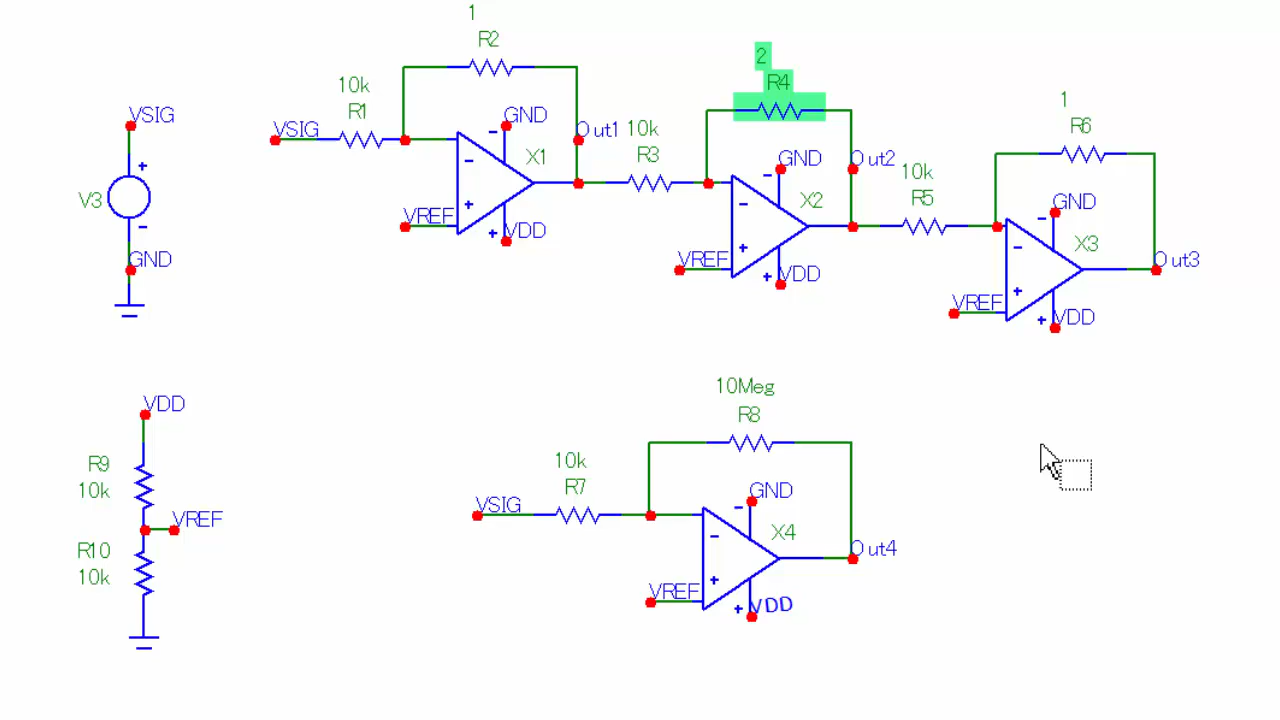 1
R2
10k
R1
VSIG
GND
Out1
X1
VREF
VDD
2
R4
10k
R3
GND
Out2
X2
VREF
VDD
1
R6
10k
R5
GND
X3
Out3
VREF
VDD
VSIG
V3
GND
VDD
R9
10k
VREF
R10
10k
10Meg
R8
10k
R7
VSIG
GND
X4
Out4
VREF
VDD